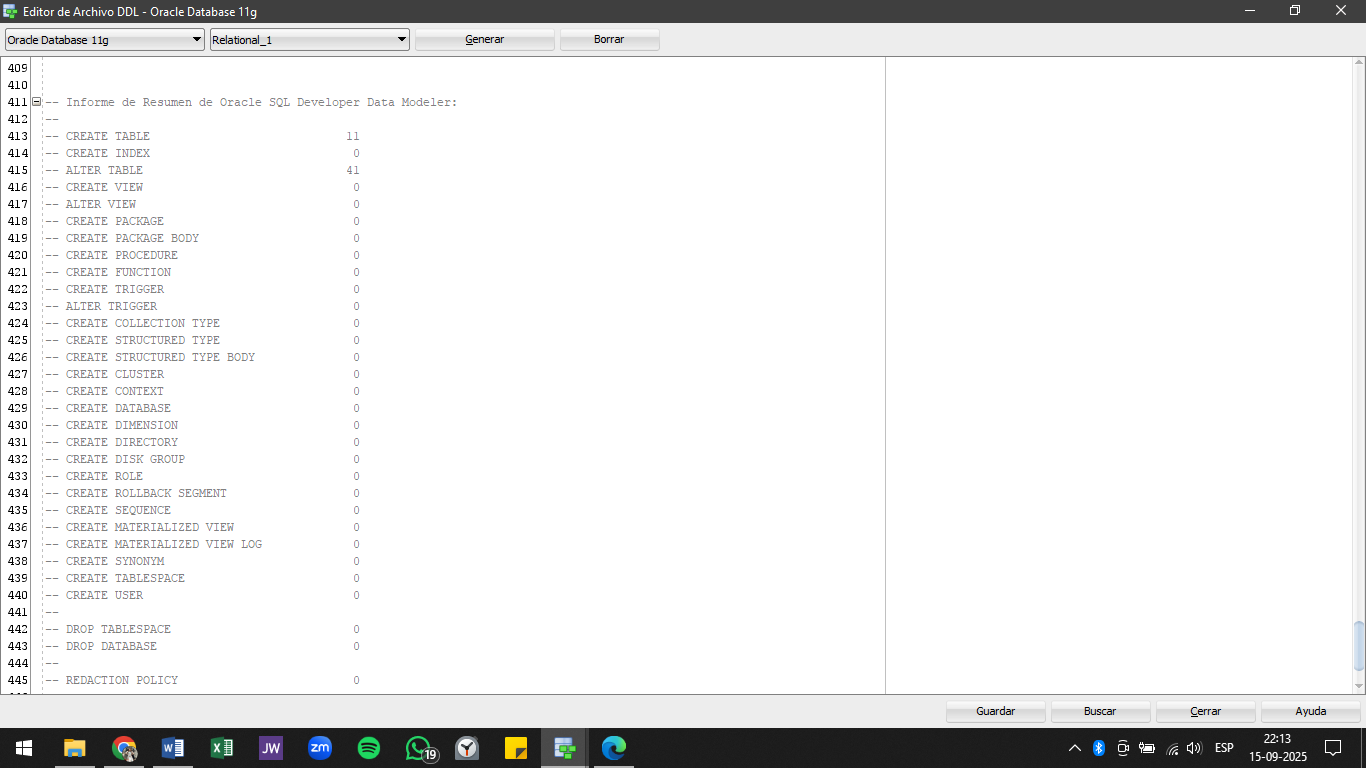 Editor de Archivo DDL - Oracle Database 11g
Oracle Database 11g Relational_1 Generar Borrar
409
410
411 -- Informe de Resumen de Oracle SQL Developer Data Modeler:
412 --
413 -- CREATE TABLE 11
414 -- CREATE INDEX 0
415 -- ALTER TABLE 41
416 -- CREATE VIEW 0
417 -- ALTER VIEW 0
418 -- CREATE PACKAGE 0
419 -- CREATE PACKAGE BODY 0
420 -- CREATE PROCEDURE 0
421 -- CREATE FUNCTION 0
422 -- CREATE TRIGGER 0
423 -- ALTER TRIGGER 0
424 -- CREATE COLLECTION TYPE 0
425 -- CREATE STRUCTURED TYPE 0
426 -- CREATE STRUCTURED TYPE BODY 0
427 -- CREATE CLUSTER 0
428 -- CREATE CONTEXT 0
429 -- CREATE DATABASE 0
430 -- CREATE DIMENSION 0
431 -- CREATE DIRECTORY 0
432 -- CREATE DISK GROUP 0
433 -- CREATE ROLE 0
434 -- CREATE ROLLBACK SEGMENT 0
435 -- CREATE SEQUENCE 0
436 -- CREATE MATERIALIZED VIEW 0
437 -- CREATE MATERIALIZED VIEW LOG 0
438 -- CREATE SYNONYM 0
439 -- CREATE TABLESPACE 0
440 -- CREATE USER 0
441 --
442 -- DROP TABLESPACE 0
443 -- DROP DATABASE 0
444 --
445 -- REDACTION POLICY 0
Guardar Buscar Cerrar Ayuda
JW zm 19 ESP 22:13
15-09-2025